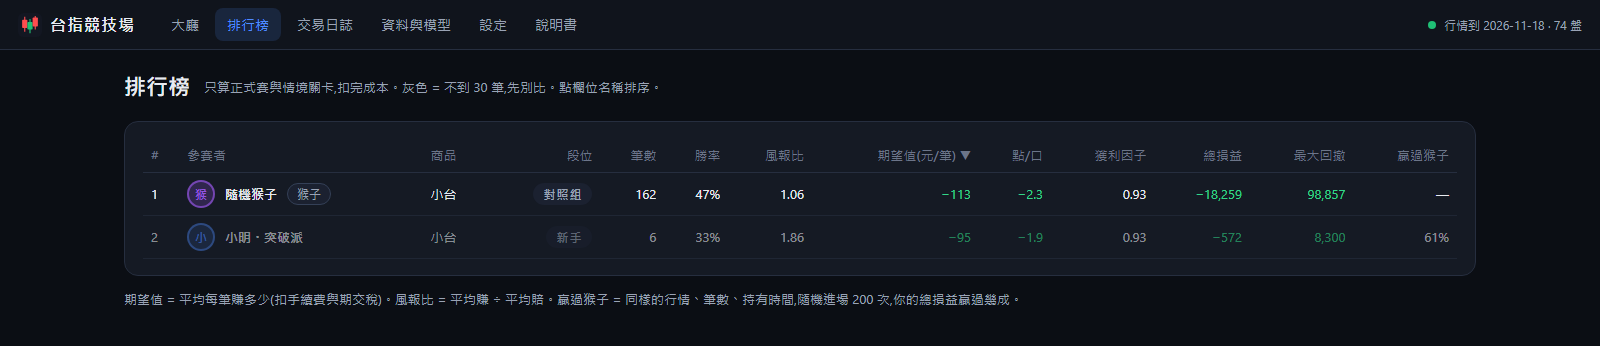 台指競技場 大廳 排行榜 交易日誌 資料與模型 設定 說明書 行情到 2026-11-18 · 74 盤
排行榜 只算正式賽與情境關卡,扣完成本。灰色 = 不到 30 筆,先別比。點欄位名稱排序。
# 參賽者 商品 段位 筆數 勝率 風報比 期望值(元/筆) ▼ 點/口 獲利因子 總損益 最大回撤 贏過猴子
1 猴 隨機猴子 猴子 小台 對照組 162 47% 1.06 −113 −2.3 0.93 −18,259 98,857 —
2 小 小明・突破派 小台 新手 6 33% 1.86 −95 −1.9 0.93 −572 8,300 61%
期望值 = 平均每筆賺多少(扣手續費與期交稅)。風報比 = 平均賺 ÷ 平均賠。贏過猴子 = 同樣的行情、筆數、持有時間,隨機進場 200 次,你的總損益贏過幾成。